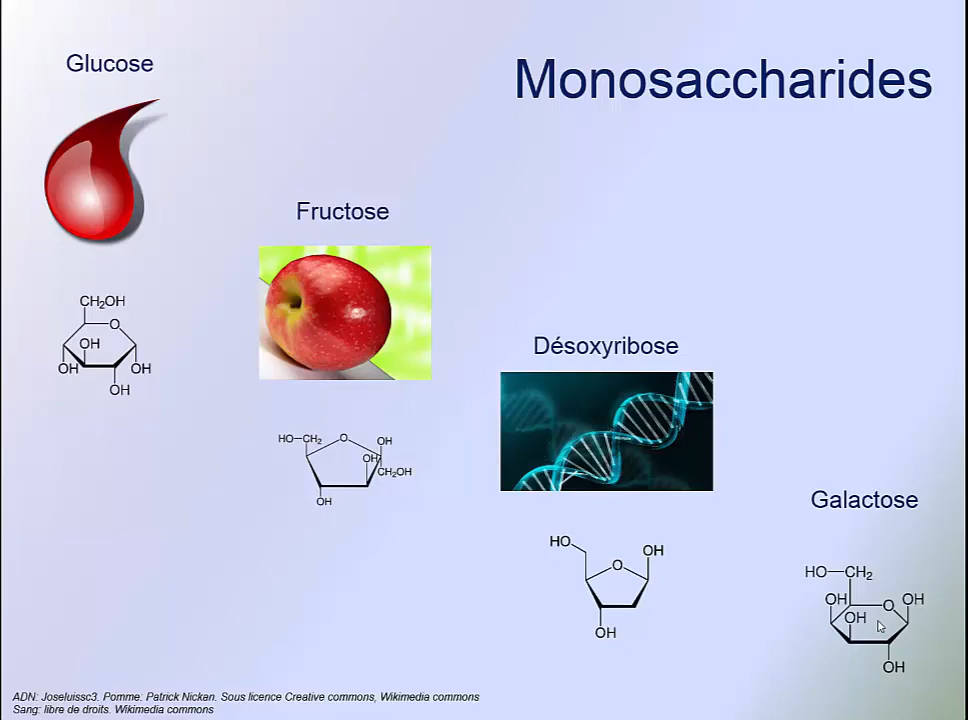 Glucose
Monosaccharides
Fructose
CH2OH
O
OH
OH
OH
OH
Désoxyribose
HO—CH2
O
OH
OH
CH2OH
OH
Galactose
HO
OH
O
OH
HO—CH2
OH
O
OH
OH
OH
ADN: Joseluissc3. Pomme: Patrick Nickan. Sous licence Creative commons, Wikimedia commons
Sang: libre de droits. Wikimedia commons